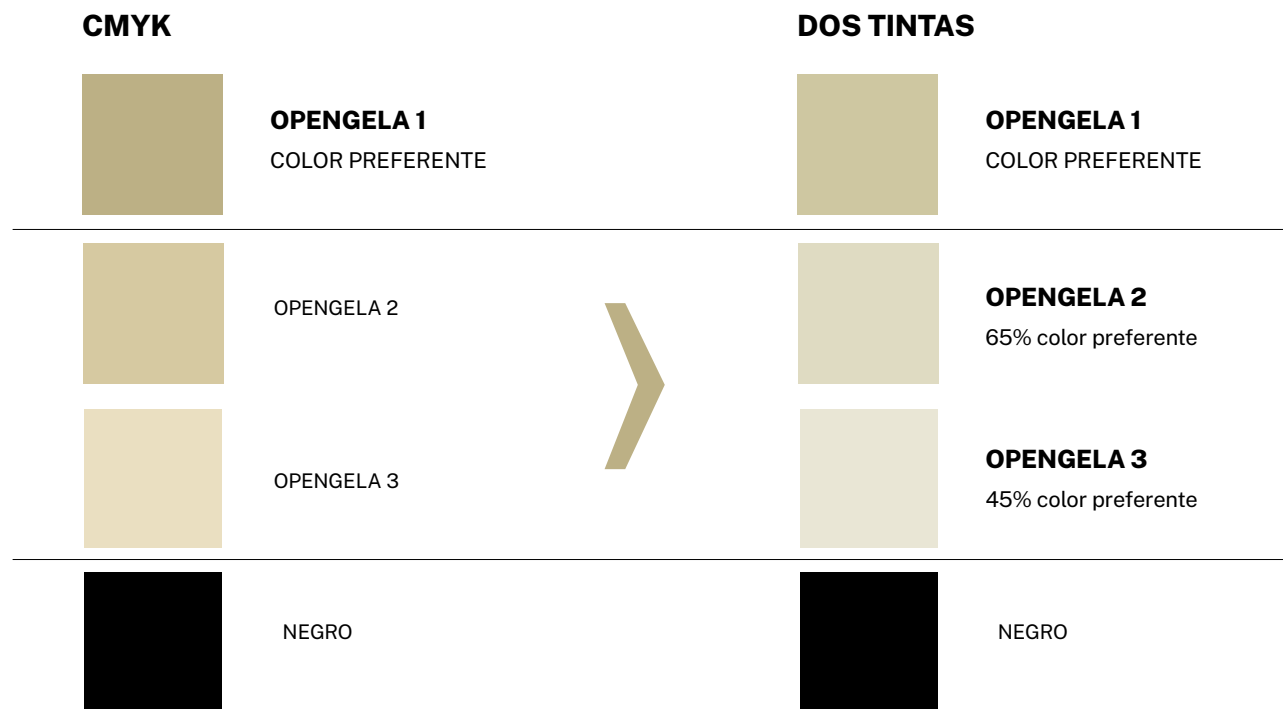 CMYK
OPENGELA 1
COLOR PREFERENTE
OPENGELA 2
OPENGELA 3
NEGRO
DOS TINTAS
OPENGELA 1
COLOR PREFERENTE
OPENGELA 2
65% color preferente
OPENGELA 3
45% color preferente
NEGRO